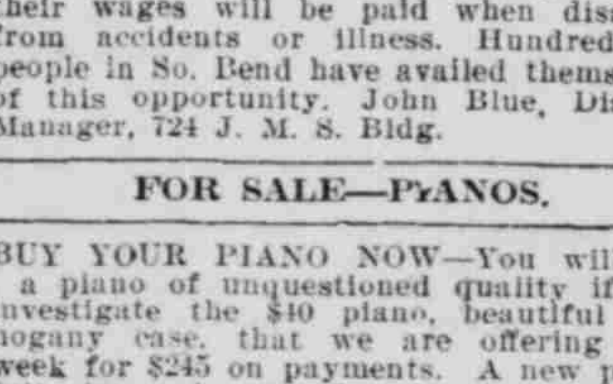 their wages will be paid when dis
from accidents or illness. Hundred
people in So. Bend have availed thems
of this opportunity. John Blue, Di
Manager, 724 J. M. S. Bldg.
FOR SALE—PrANOS.
BUY YOUR PIANO NOW—You will
a piano of unquestioned quality if
investigate the $40 piano, beautiful
hogany case, that we are offering
week for $245 on payments. A new